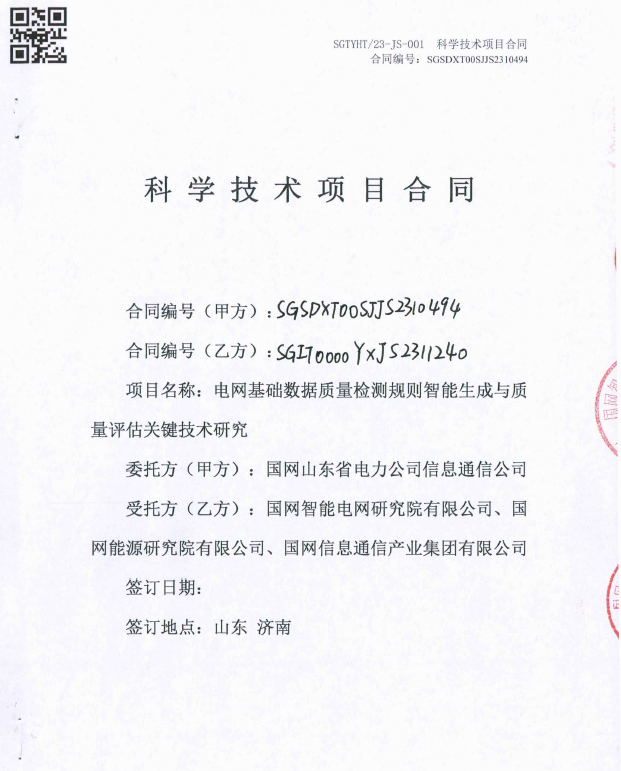 SGTYHT/23-JS-001 科学技术项目合同
合同编号：SGSDXT00SJJS2310494
科学技术项目合同
合同编号（甲方）：SGSDXT00SJJS2310494
合同编号（乙方）：SGIT0000YXJS2311240
项目名称：电网基础数据质量检测规则智能生成与质
量评估关键技术研究
委托方（甲方）：国网山东省电力公司信息通信公司
受托方（乙方）：国网智能电网研究院有限公司、国
网能源研究院有限公司、国网信息通信产业集团有限公司
签订日期：
签订地点：山东 济南